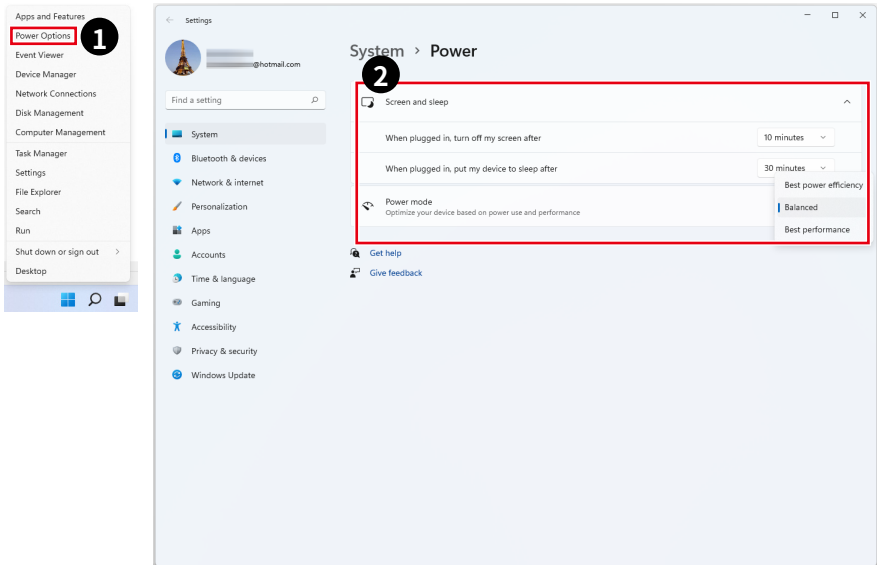 Apps and Features
Power Options
1
Event Viewer
Device Manager
Network Connections
Disk Management
Computer Management
Task Manager
Settings
File Explorer
Search
Run
Shut down or sign out
Desktop
Settings
@hotmail.com
Find a setting
System
Bluetooth & devices
Network & internet
Personalization
Apps
Accounts
Time & language
Gaming
Accessibility
Privacy & security
Windows Update
System > Power
2
Screen and sleep
When plugged in, turn off my screen after 10 minutes
When plugged in, put my device to sleep after 30 minutes
Power mode
Optimize your device based on power use and performance
Best power efficiency
Balanced
Best performance
Get help
Give feedback